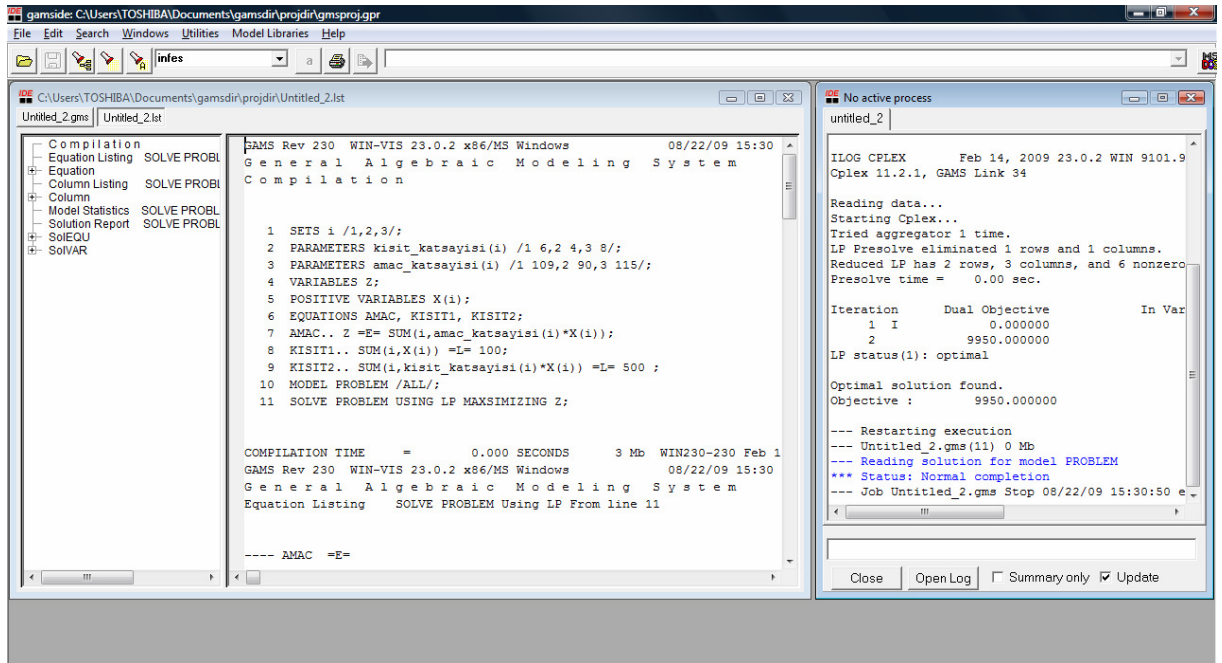 gamside: C:\Users\TOSHIBA\Documents\gamsdir\projdir\gmsproj.gpr
File Edit Search Windows Utilities Model Libraries Help
infes
a
C:\Users\TOSHIBA\Documents\gamsdir\projdir\Untitled_2.lst
Untitled_2.gms Untitled_2.lst
Compilation
Equation Listing SOLVE PROBL
Equation
Column Listing SOLVE PROBL
Column
Model Statistics SOLVE PROBL
Solution Report SOLVE PROBL
SolEQU
SolVAR
GAMS Rev 230 WIN-VIS 23.0.2 x86/MS Windows 08/22/09 15:30
G e n e r a l A l g e b r a i c M o d e l i n g S y s t e m
C o m p i l a t i o n
1 SETS i /1,2,3/;
2 PARAMETERS kisit_katsayisi(i) /1 6,2 4,3 8/;
3 PARAMETERS amac_katsayisi(i) /1 109,2 90,3 115/;
4 VARIABLES Z;
5 POSITIVE VARIABLES X(i);
6 EQUATIONS AMAC, KISIT1, KISIT2;
7 AMAC.. Z =E= SUM(i,amac_katsayisi(i)*X(i));
8 KISIT1.. SUM(i,X(i)) =L= 100;
9 KISIT2.. SUM(i,kisit_katsayisi(i)*X(i)) =L= 500 ;
10 MODEL PROBLEM /ALL/;
11 SOLVE PROBLEM USING LP MAXSIMIZING Z;
COMPILATION TIME = 0.000 SECONDS 3 Mb WIN230-230 Feb 1
GAMS Rev 230 WIN-VIS 23.0.2 x86/MS Windows 08/22/09 15:30
G e n e r a l A l g e b r a i c M o d e l i n g S y s t e m
Equation Listing SOLVE PROBLEM Using LP From line 11
---- AMAC =E=
No active process
untitled_2
ILOG CPLEX Feb 14, 2009 23.0.2 WIN 9101.9
Cplex 11.2.1, GAMS Link 34
Reading data...
Starting Cplex...
Tried aggregator 1 time.
LP Presolve eliminated 1 rows and 1 columns.
Reduced LP has 2 rows, 3 columns, and 6 nonzero
Presolve time = 0.00 sec.
Iteration Dual Objective In Var
1 I 0.000000
2 9950.000000
LP status(1): optimal
Optimal solution found.
Objective : 9950.000000
--- Restarting execution
--- Untitled_2.gms(11) 0 Mb
--- Reading solution for model PROBLEM
*** Status: Normal completion
--- Job Untitled_2.gms Stop 08/22/09 15:30:50 e
Close Open Log Summary only Update